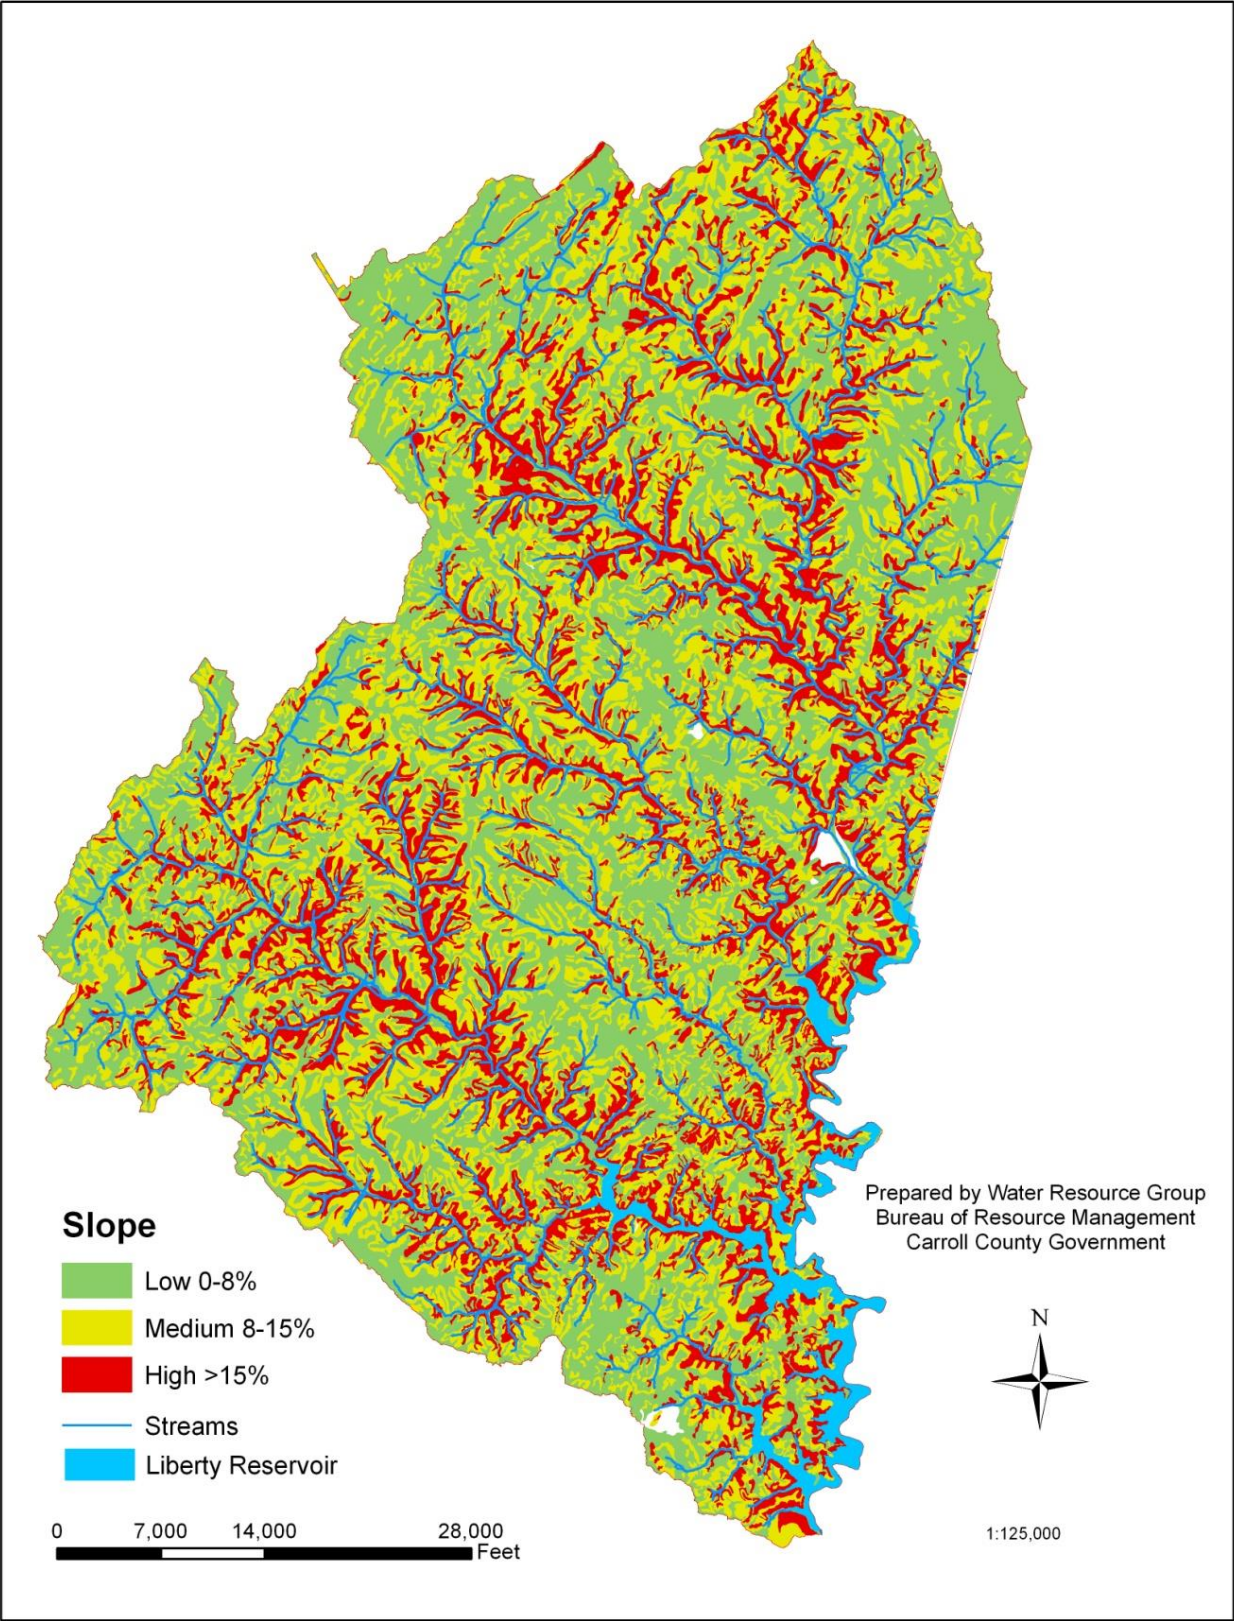 Prepared by Water Resource Group
Bureau of Resource Management
Carroll County Government
Slope
Low 0-8%
Medium 8-15%
High >15%
Streams
Liberty Reservoir
N
0 7,000 14,000 28,000
Feet
1:125,000